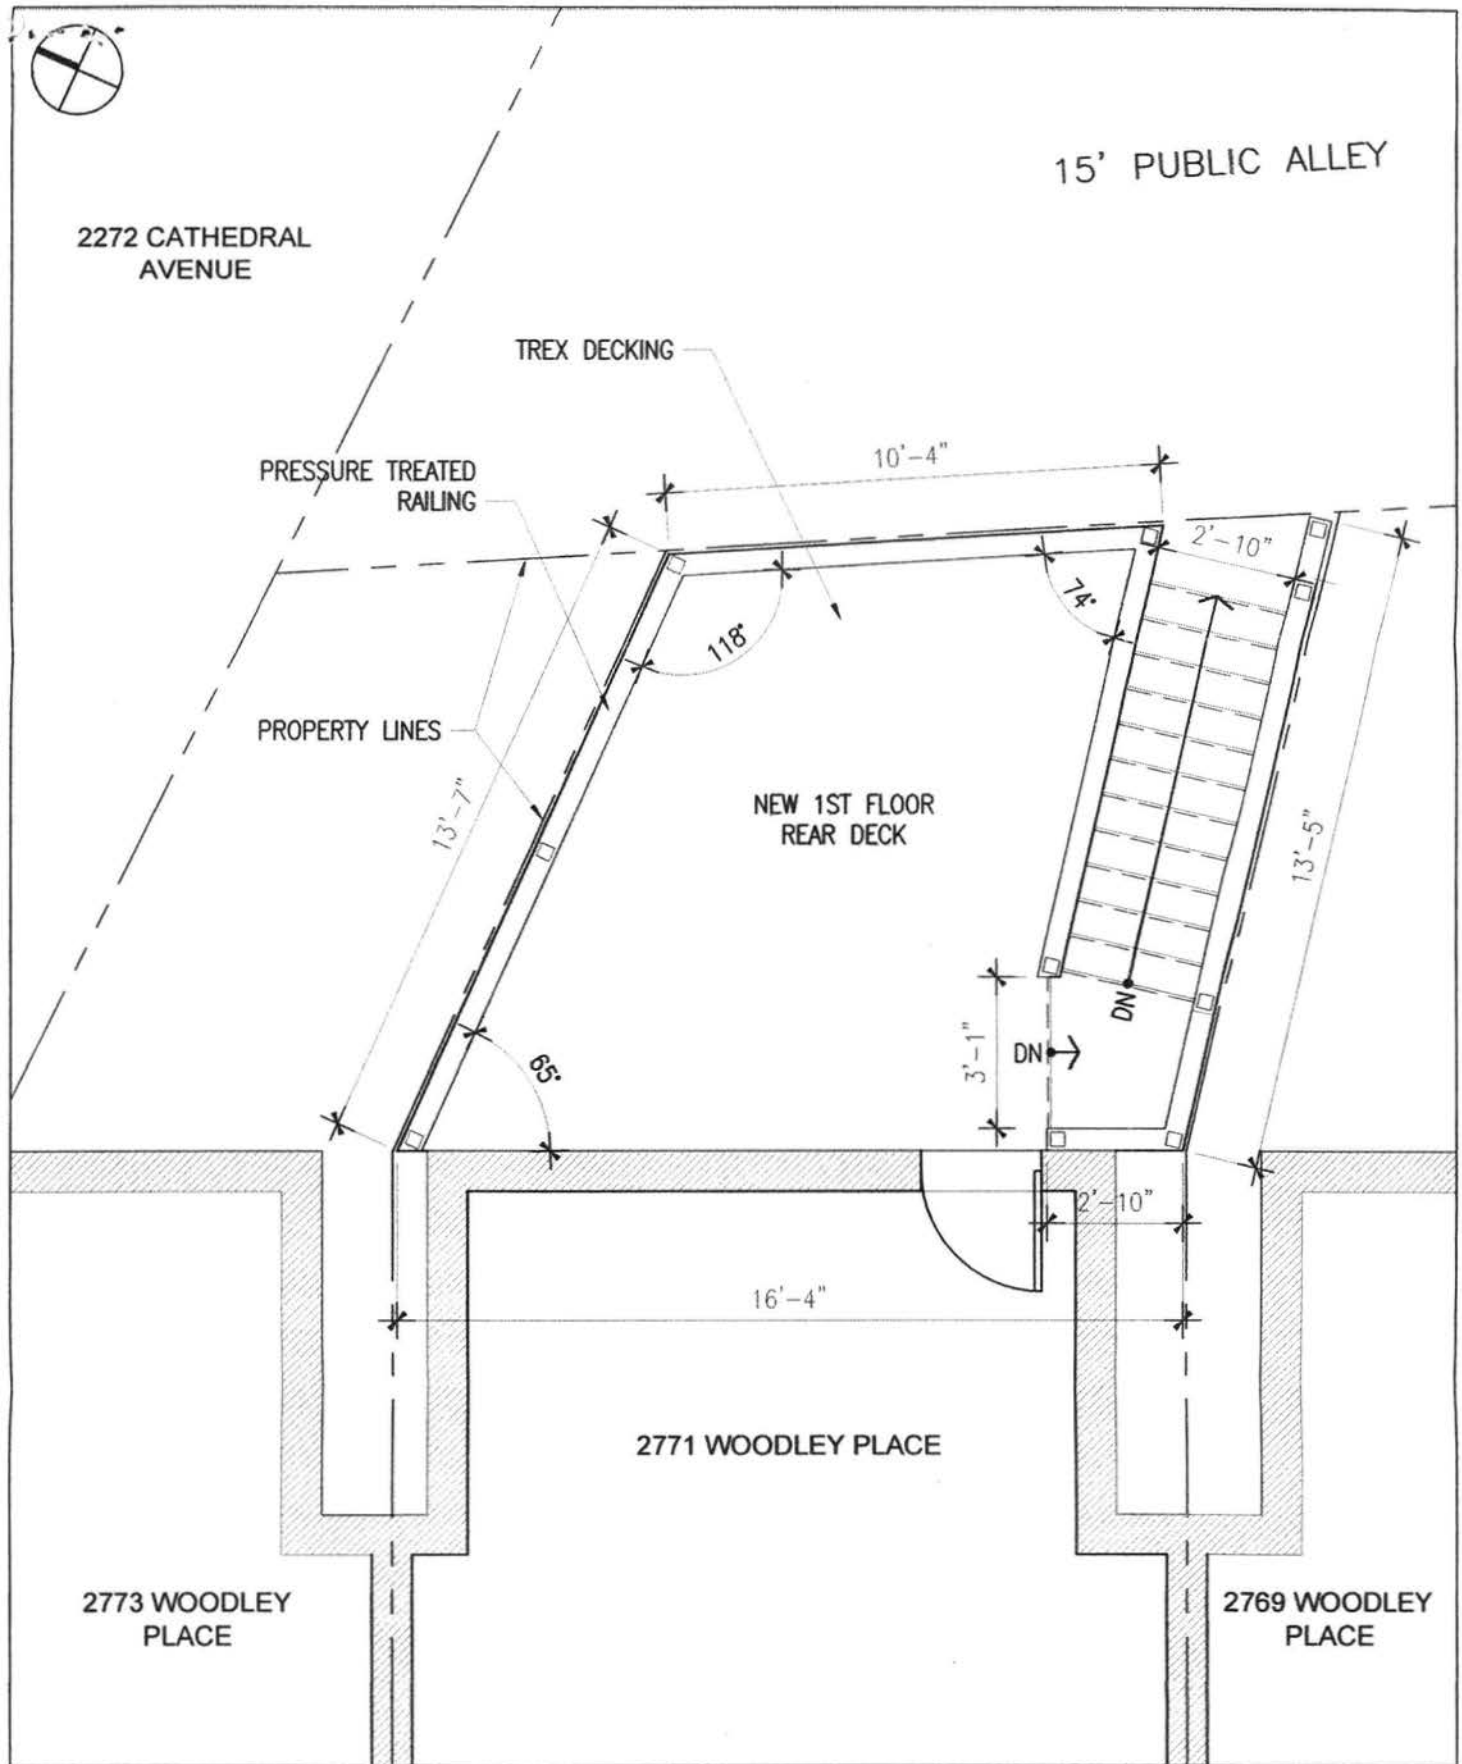 15' PUBLIC ALLEY
2272 CATHEDRAL
AVENUE
TREX DECKING
10'-4"
PRESSURE TREATED
RAILING
2'-10"
74°
118°
PROPERTY LINES
13'-7"
NEW 1ST FLOOR
REAR DECK
13'-5"
DN
3'-1"
DN
65°
2'-10"
16'-4"
2771 WOODLEY PLACE
2773 WOODLEY
PLACE
2769 WOODLEY
PLACE